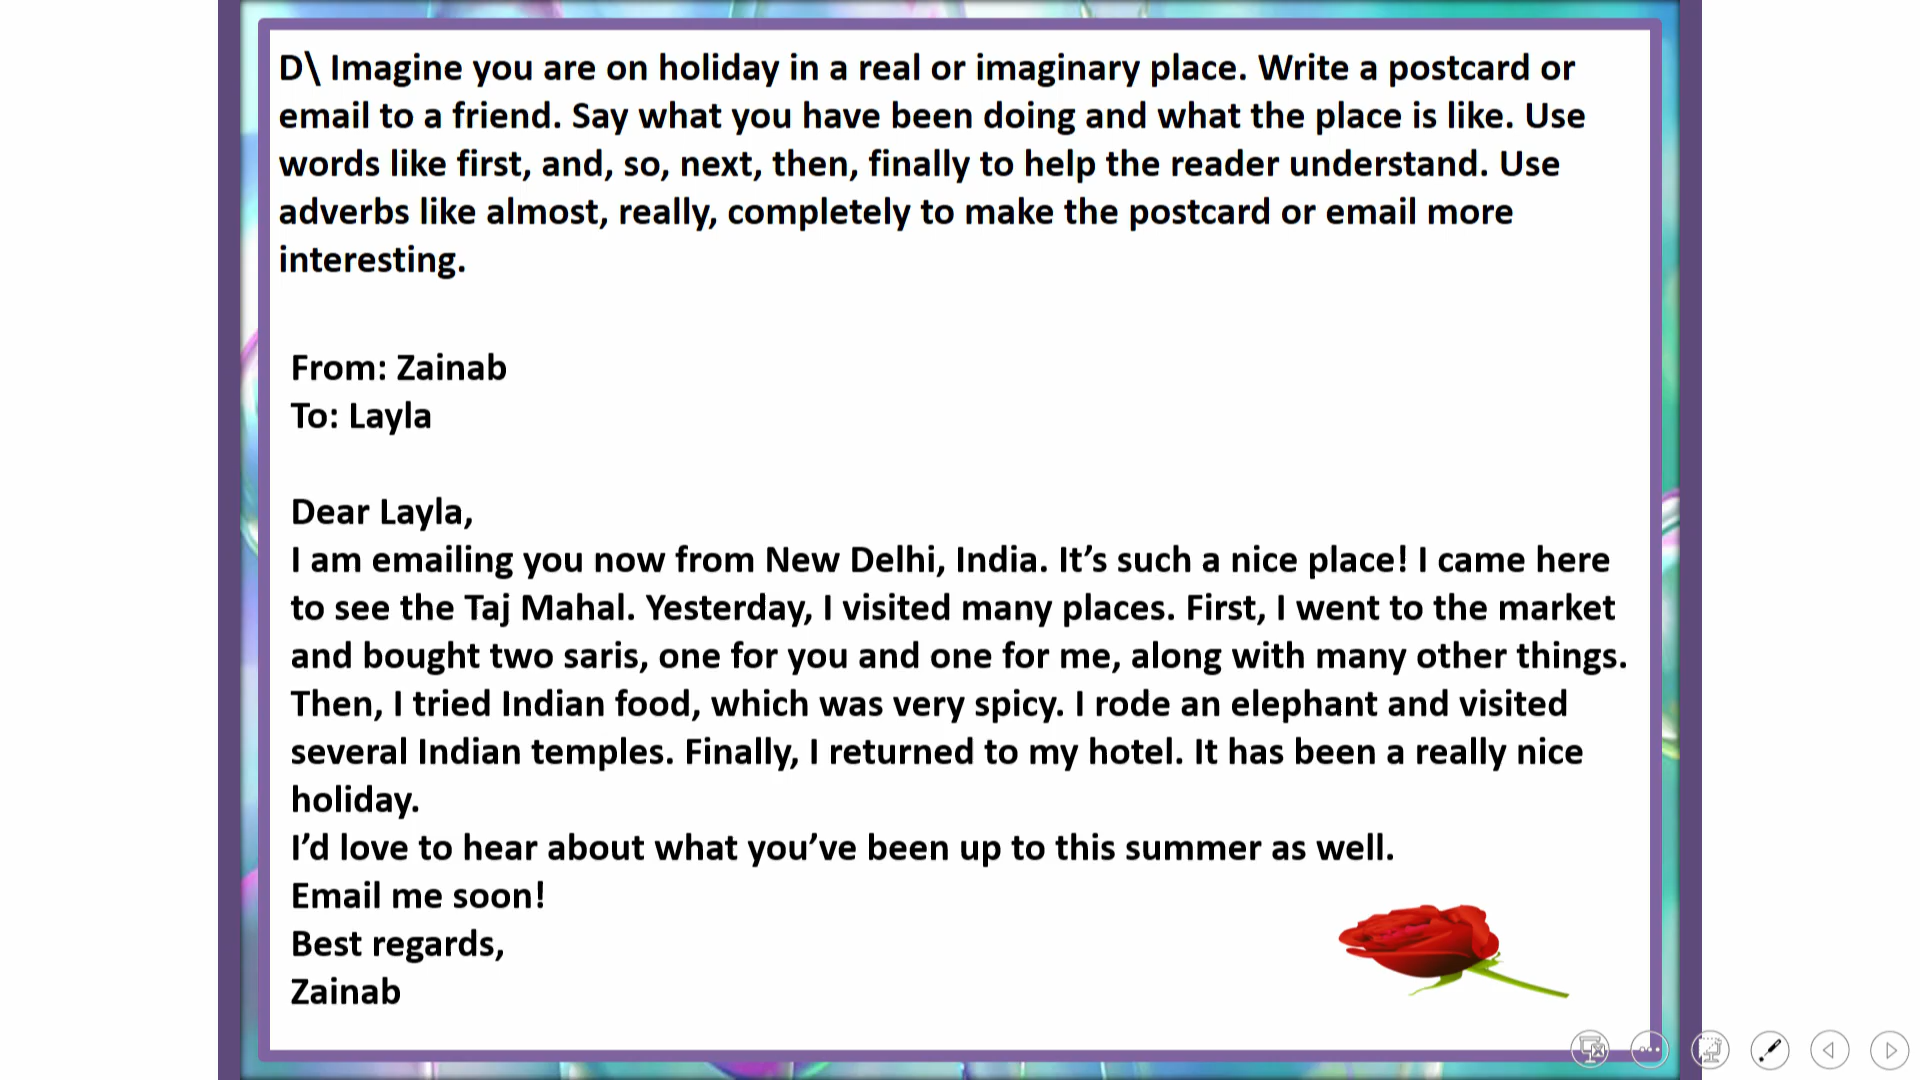 D\ Imagine you are on holiday in a real or imaginary place. Write a postcard or
email to a friend. Say what you have been doing and what the place is like. Use
words like first, and, so, next, then, finally to help the reader understand. Use
adverbs like almost, really, completely to make the postcard or email more
interesting.
From: Zainab
To: Layla
Dear Layla,
I am emailing you now from New Delhi, India. It’s such a nice place! I came here
to see the Taj Mahal. Yesterday, I visited many places. First, I went to the market
and bought two saris, one for you and one for me, along with many other things.
Then, I tried Indian food, which was very spicy. I rode an elephant and visited
several Indian temples. Finally, I returned to my hotel. It has been a really nice
holiday.
I’d love to hear about what you’ve been up to this summer as well.
Email me soon!
Best regards,
Zainab